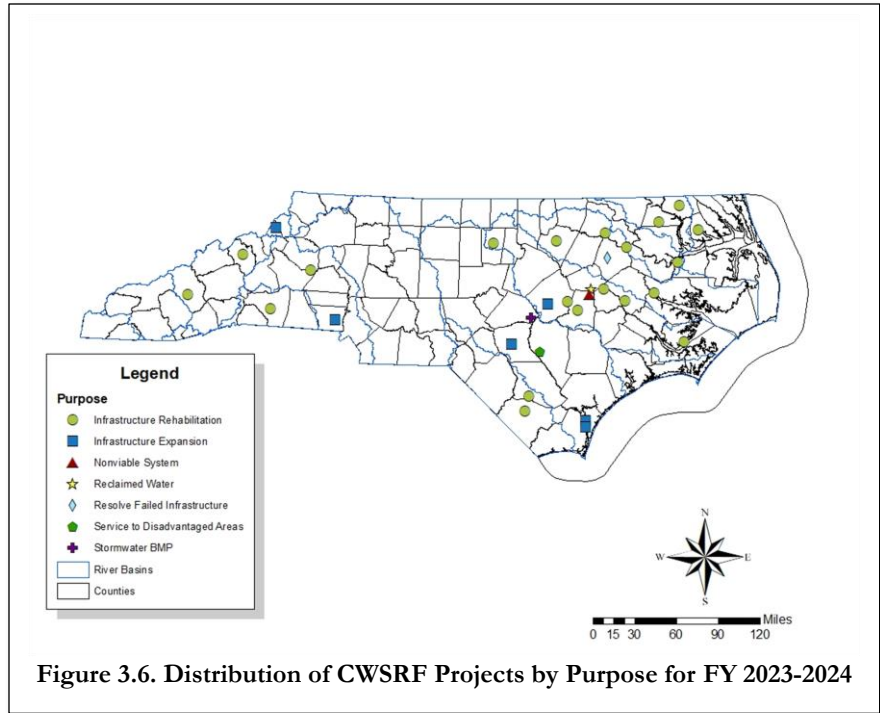 Legend
Purpose
Infrastructure Rehabilitation
Infrastructure Expansion
Nonviable System
Reclaimed Water
Resolve Failed Infrastructure
Service to Disadvantaged Areas
Stormwater BMP
River Basins
Counties
N
W E
S
Miles
0 15 30 60 90 120
Figure 3.6. Distribution of CWSRF Projects by Purpose for FY 2023-2024